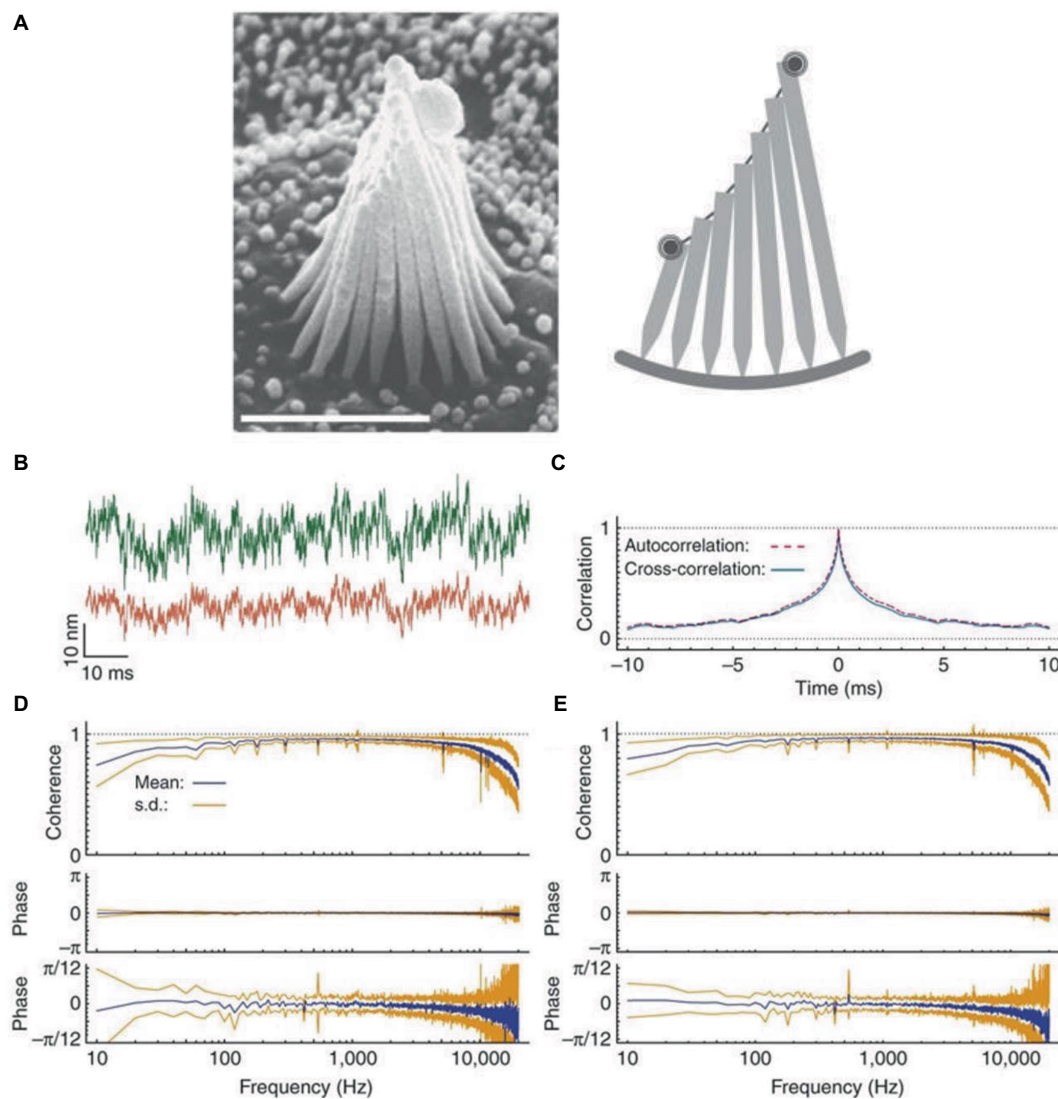 A
B
10 nm
10 ms
C
Correlation
1
0
Autocorrelation:
Cross-correlation:
−10
−5
0
5
10
Time (ms)
D
Coherence
1
0
Mean:
s.d.:
Phase
π
0
−π
Phase
π/12
0
−π/12
10
100
1,000
10,000
Frequency (Hz)
E
Coherence
1
0
Phase
π
0
−π
Phase
π/12
0
−π/12
10
100
1,000
10,000
Frequency (Hz)